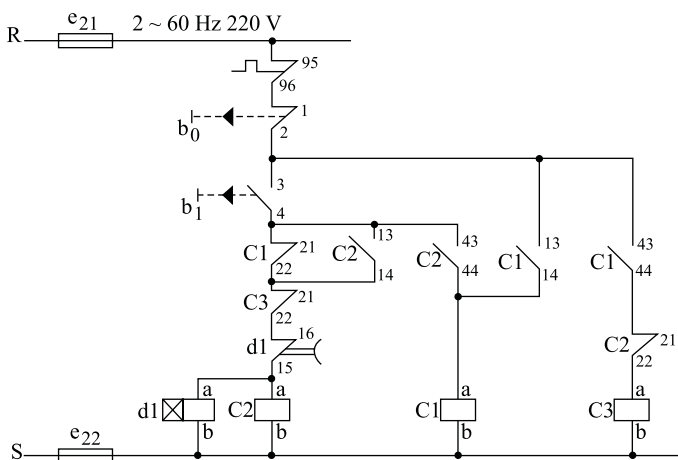 e21 2 ~ 60 Hz 220 V
R
95
96
1
b0 2
3
b1 4
C1 21 C2 13 C2 43 C1 13 C1 43
22 14 44 14 44
C3 21
22
d1 16 C2 21
15 22
d1 a C2 a C1 a C3 a
b b b b
e22
S